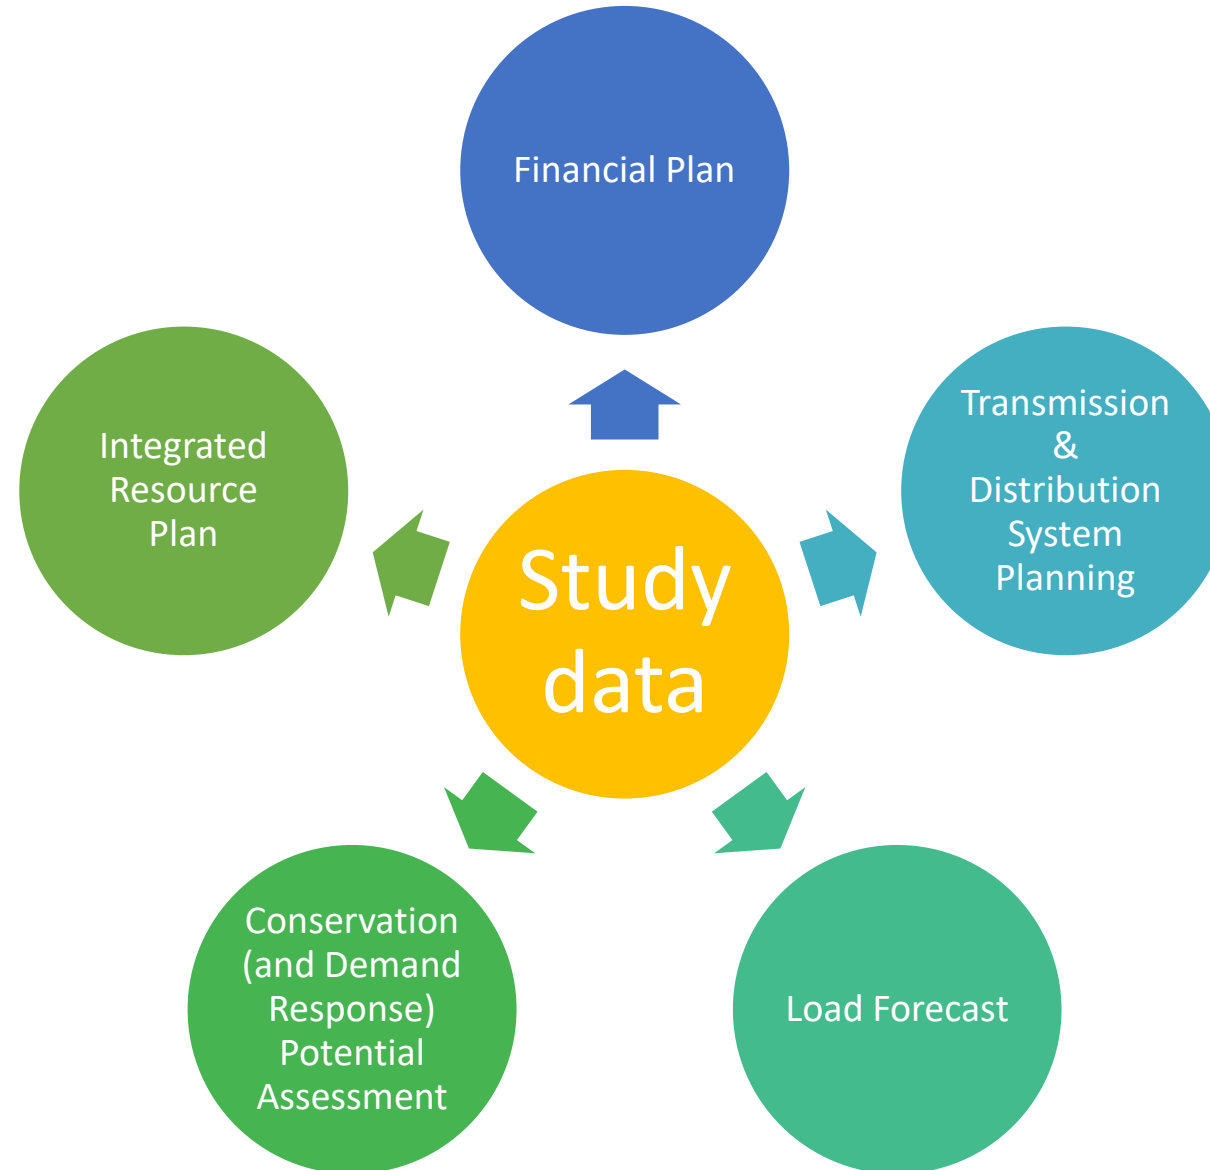 Financial Plan
Transmission
&
Distribution
System
Planning
Integrated
Resource
Plan
Study
data
Conservation
(and Demand
Response)
Potential
Assessment
Load Forecast